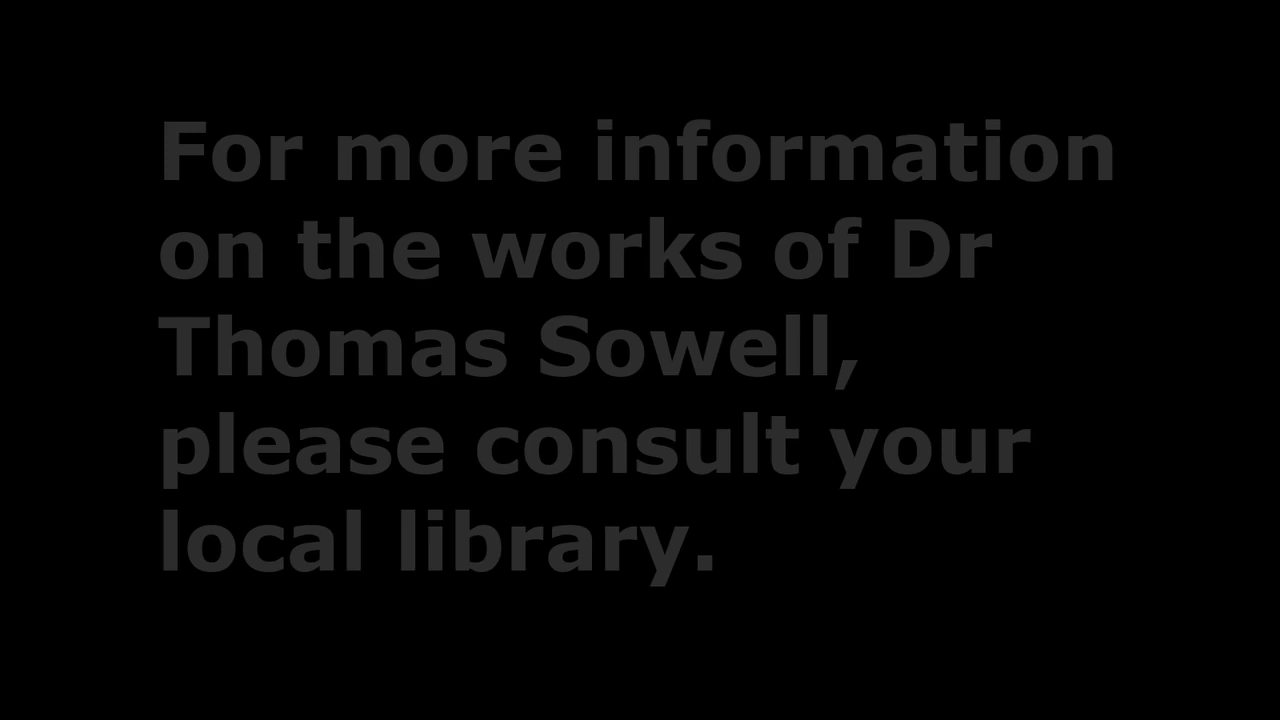 For more information
on the works of Dr
Thomas Sowell,
please consult your
local library.